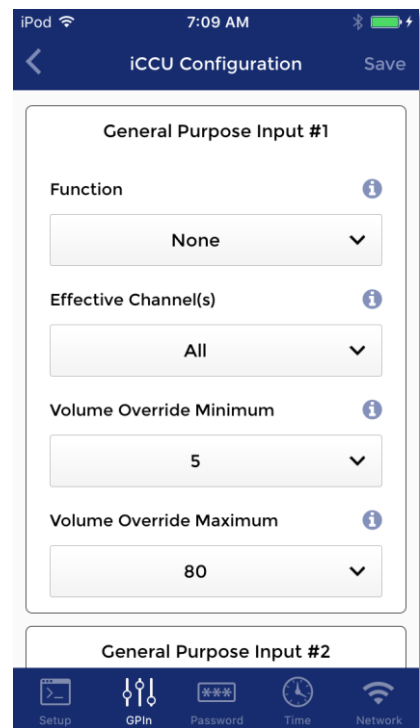 iPod 7:09 AM
iCCU Configuration Save
General Purpose Input #1
Function
None
Effective Channel(s)
All
Volume Override Minimum
5
Volume Override Maximum
80
General Purpose Input #2
Setup GPIn Password Time Network